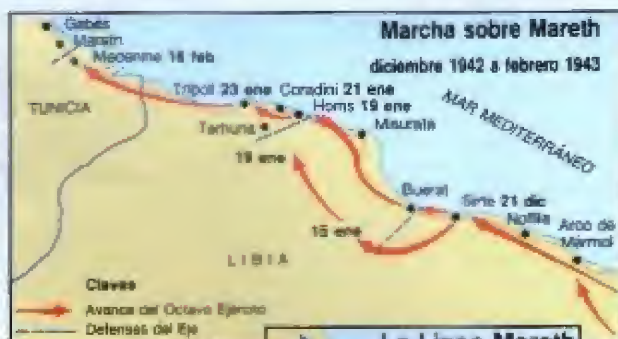 Marcha sobre Mareth
diciembre 1942 a febrero 1943
Gabes
Mareth
Medenine 16 feb
TUNICIA
Tripoli 23 ene
Coradini 21 ene
Homs 19 ene
Tarhuna
19 ene
Misurata
MAR MEDITERRÁNEO
Buerat
Sirte 21 dic
Nofilia
Arco de
Mármol
15 ene
LIBIA
Claves
Avance del Octavo Ejército
Defensas del Eje
La Línea Mareth